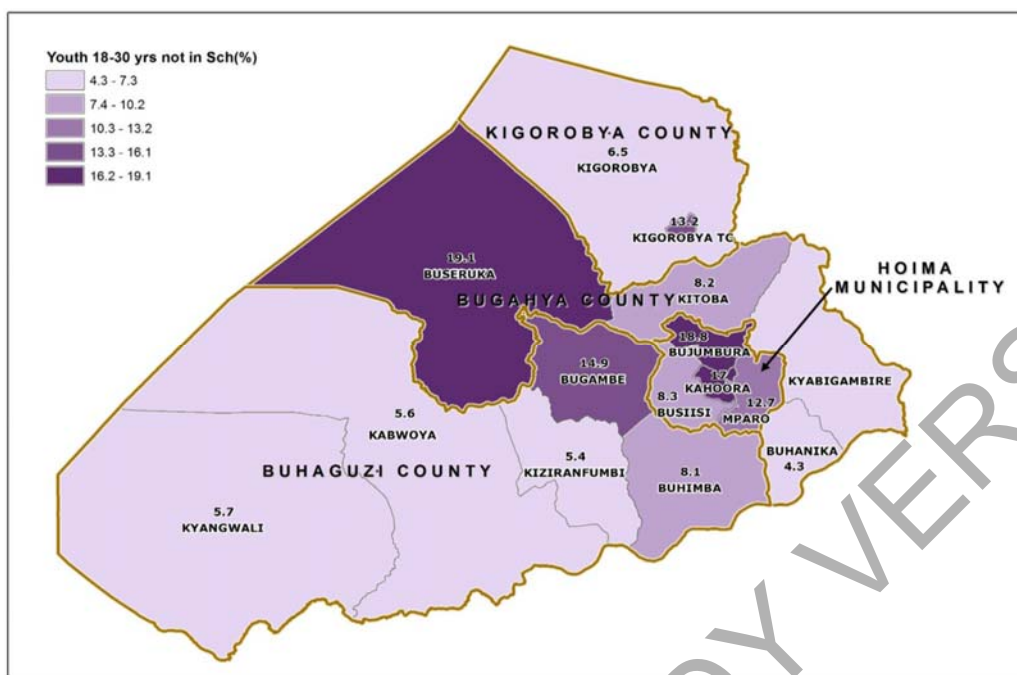 Youth 18-30 yrs not in Sch(%)
4.3 - 7.3
7.4 - 10.2
10.3 - 13.2
13.3 - 16.1
16.2 - 19.1
KIGOROBYA COUNTY
6.5
KIGOROBYA
13.2
KIGOROBYA TC
HOIMA
MUNICIPALITY
19.1
BUSERUKA
8.2
BUGAHYA COUNTY
KITOBA
18.8
BUJUMBURA
14.9
BUGAMBE
17
KAHOORA
KYABIGAMBIRE
8.3
BUSIISI
12.7
MPARO
5.6
KABWOYA
BUHANIKA
4.3
5.4
KIZIRANFUMBI
BUHAGUZI COUNTY
8.1
BUHIMBA
5.7
KYANGWALI
DY VERS